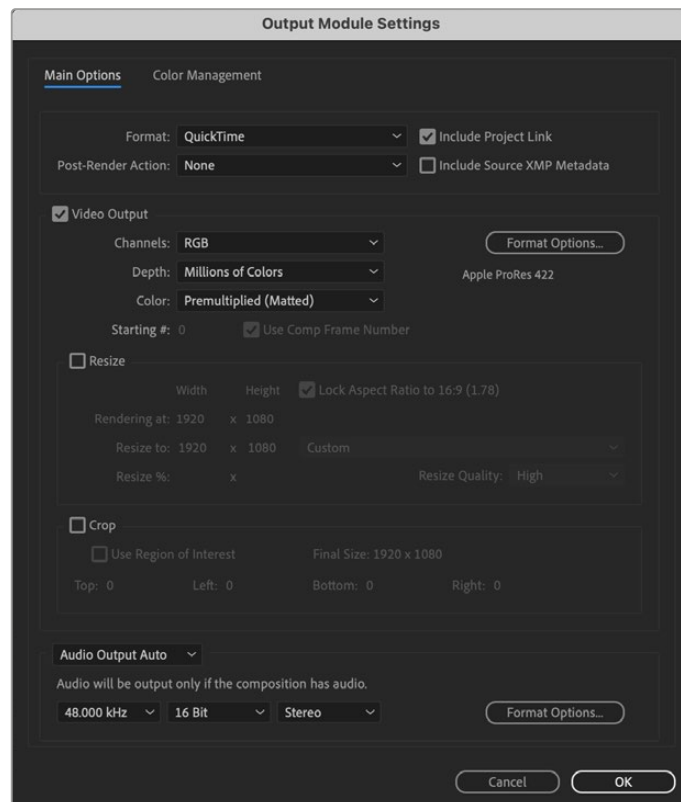 Output Module Settings
Main Options Color Management
Format: QuickTime Include Project Link
Post-Render Action: None Include Source XMP Metadata
Video Output
Channels: RGB Format Options...
Depth: Millions of Colors Apple ProRes 422
Color: Premultiplied (Matted)
Starting #: 0 Use Comp Frame Number
Resize
Width Height Lock Aspect Ratio to 16:9 (1.78)
Rendering at: 1920 x 1080
Resize to: 1920 x 1080 Custom
Resize %: x Resize Quality: High
Crop
Use Region of Interest Final Size: 1920 x 1080
Top: 0 Left: 0 Bottom: 0 Right: 0
Audio Output Auto
Audio will be output only if the composition has audio.
48.000 kHz 16 Bit Stereo Format Options...
Cancel OK